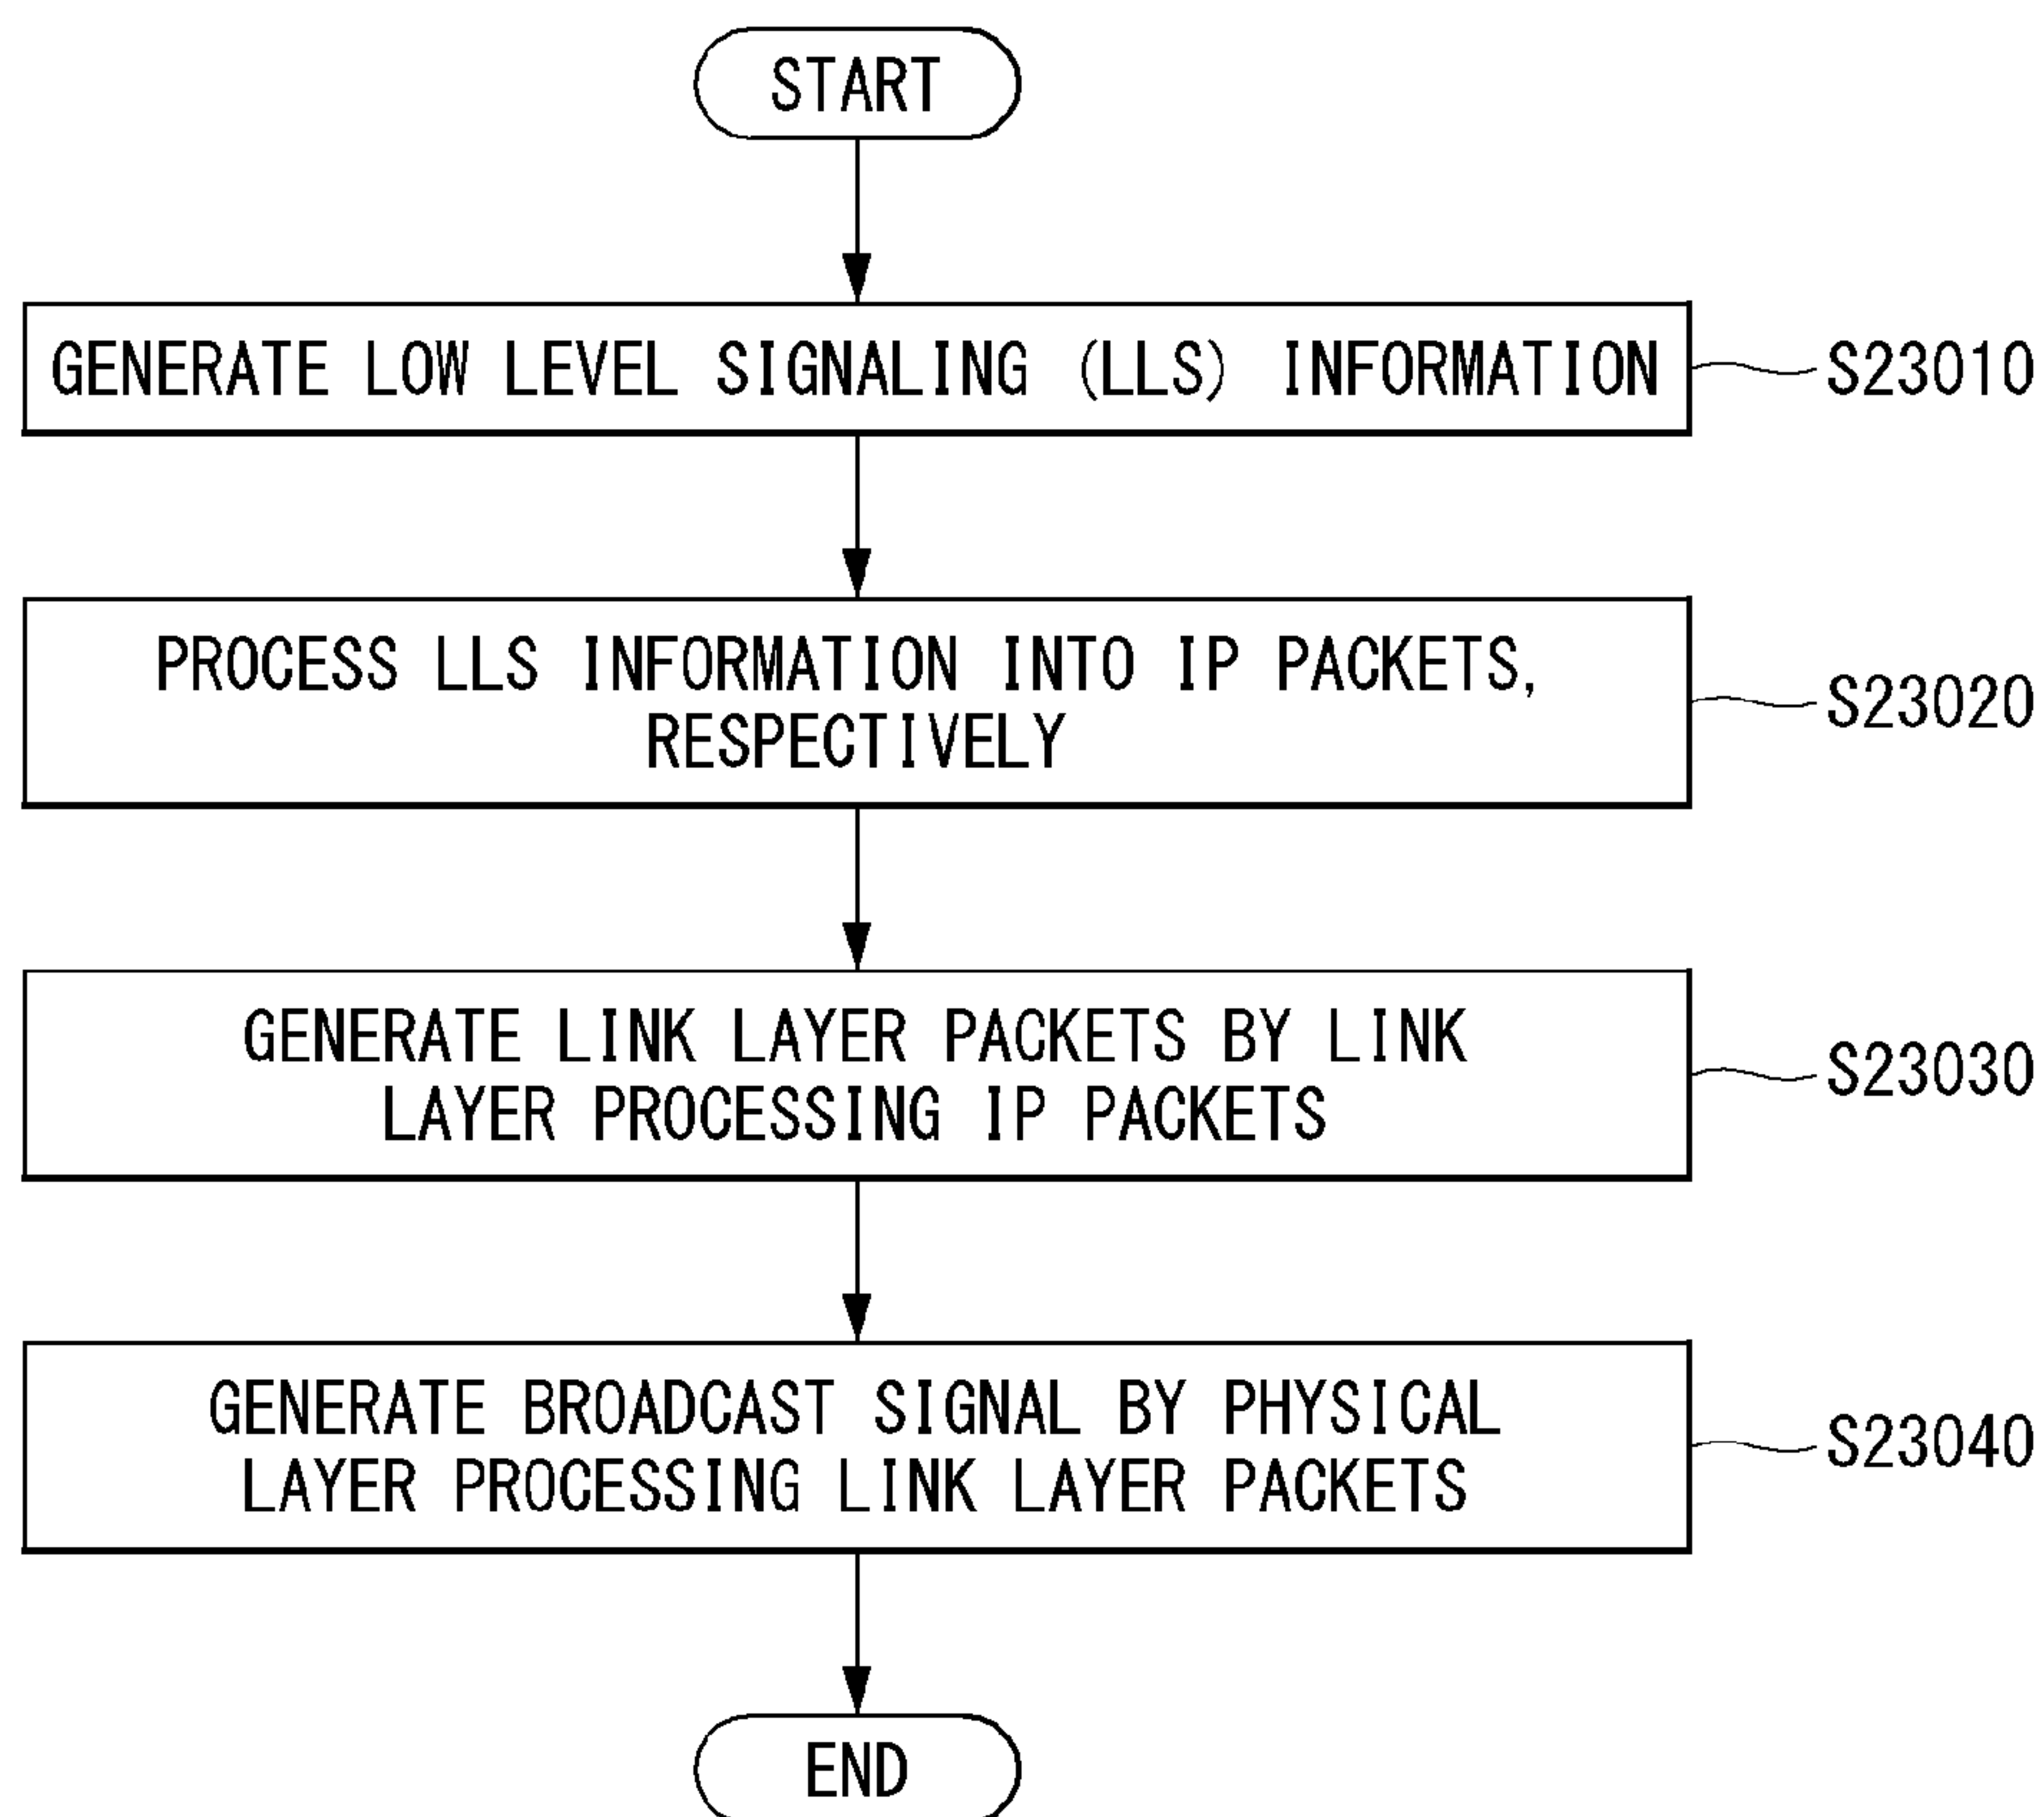 START
GENERATE LOW LEVEL SIGNALING (LLS) INFORMATION
S23010
PROCESS LLS INFORMATION INTO IP PACKETS,
RESPECTIVELY
S23020
GENERATE LINK LAYER PACKETS BY LINK
LAYER PROCESSING IP PACKETS
S23030
GENERATE BROADCAST SIGNAL BY PHYSICAL
LAYER PROCESSING LINK LAYER PACKETS
S23040
END